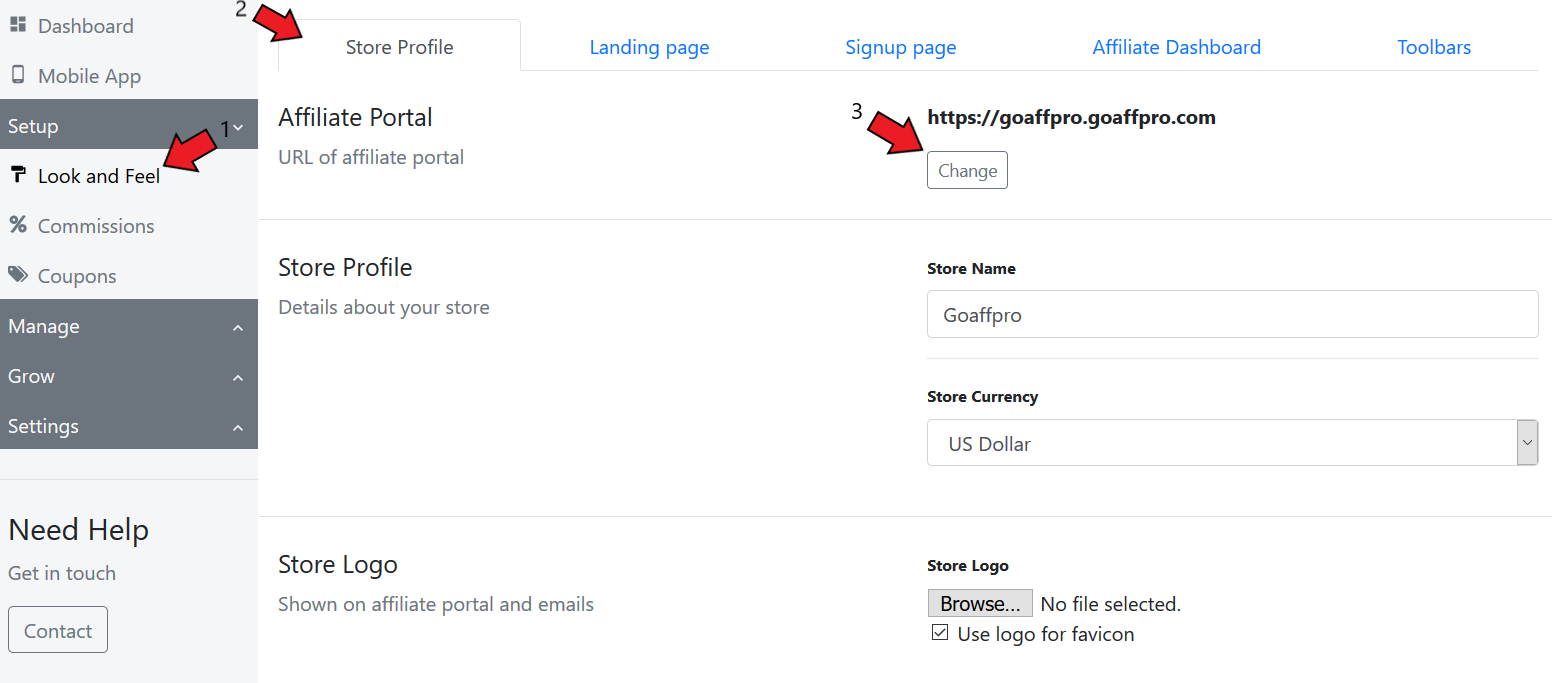 Dashboard
Mobile App
Setup
1
Look and Feel
Commissions
Coupons
Manage
Grow
Settings
Need Help
Get in touch
Contact
2
Store Profile
Landing page
Signup page
Affiliate Dashboard
Toolbars
Affiliate Portal
URL of affiliate portal
3
https://goaffpro.goaffpro.com
Change
Store Profile
Details about your store
Store Name
Goaffpro
Store Currency
US Dollar
Store Logo
Shown on affiliate portal and emails
Store Logo
Browse... No file selected.
Use logo for favicon